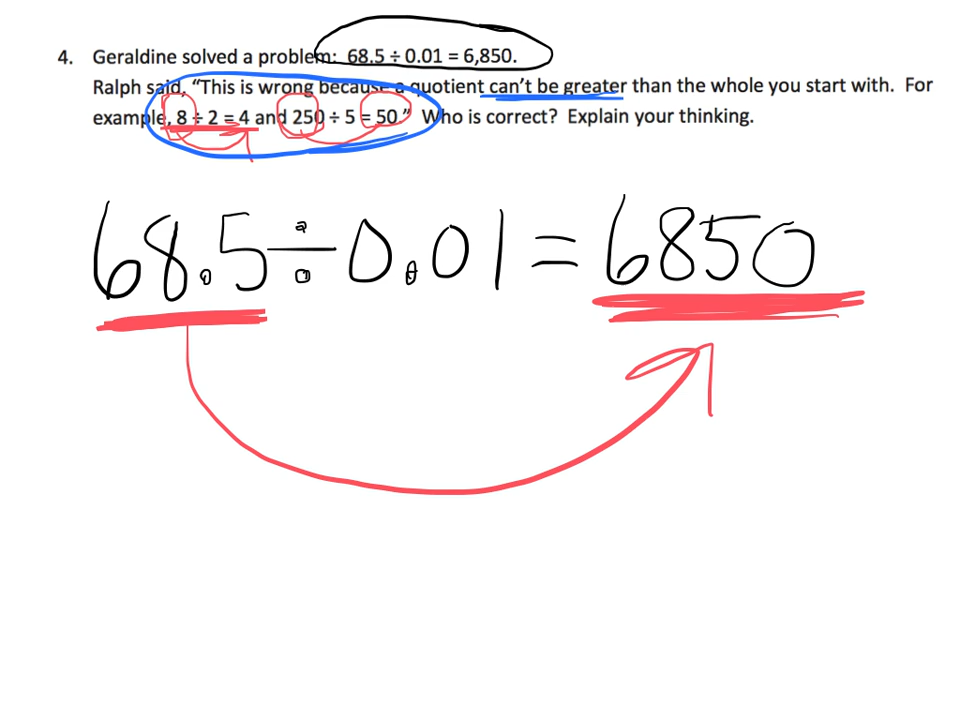 4. Geraldine solved a problem: 68.5 ÷ 0.01 = 6,850.
Ralph said, “This is wrong because a quotient can’t be greater than the whole you start with. For
example, 8 ÷ 2 = 4 and 250 ÷ 5 = 50.” Who is correct? Explain your thinking.
68.5 ÷ 0.01 = 6850